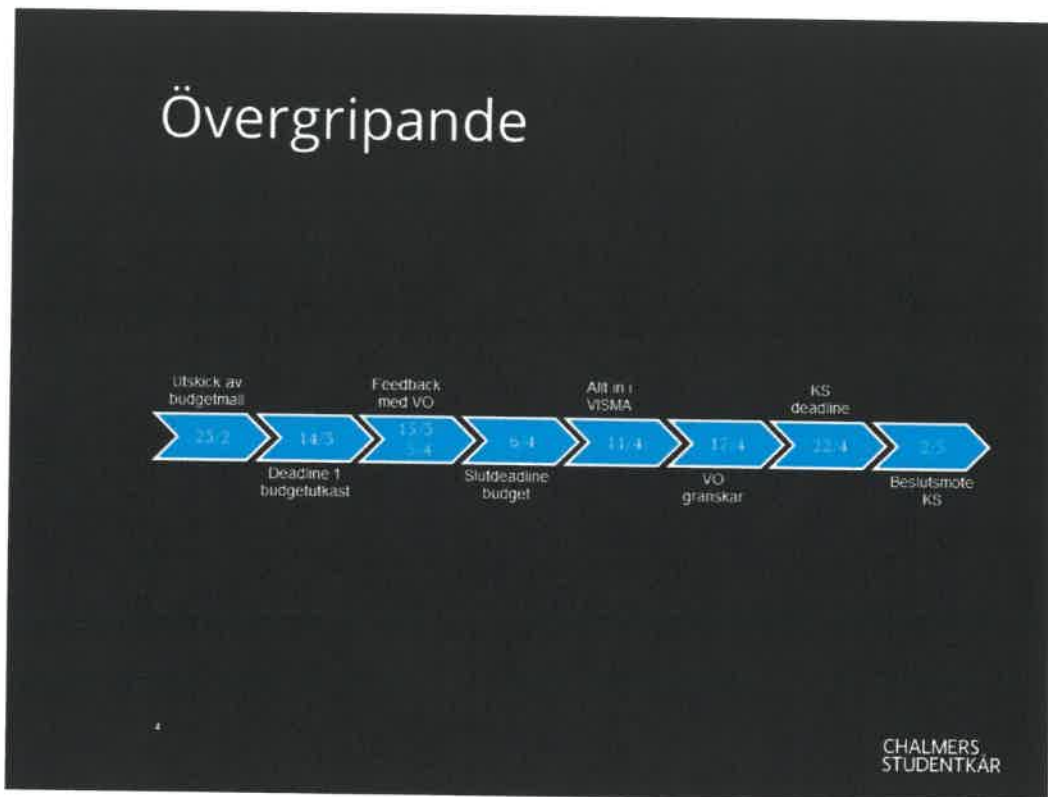 Övergripande
Utskick av
budgetmall
25/2
14/3
Deadline 1
budgetutkast
Feedback
med VO
15/3
5/4
6/4
Slutdeadline
budget
Allt in i
VISMA
11/4
17/4
VO
granskar
KS
deadline
22/4
2/5
Beslutsmöte
KS
4
CHALMERS
STUDENTKÅR